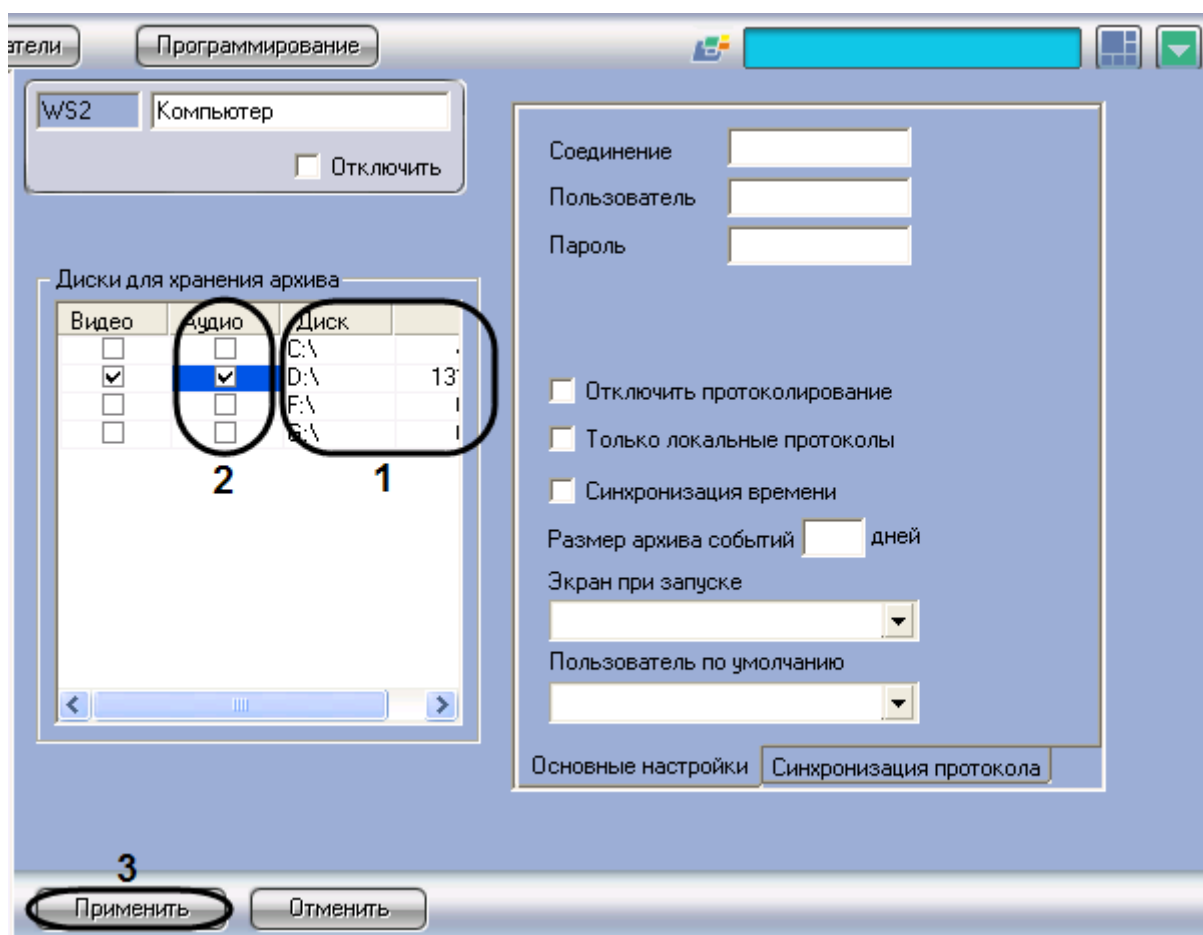 атели Программирование
WS2 Компьютер
Отключить
Диски для хранения архива
Видео Аудио Диск
C:\
D:\ 13
F:\
G:\
2 1
Соединение
Пользователь
Пароль
Отключить протоколирование
Только локальные протоколы
Синхронизация времени
Размер архива событий дней
Экран при запуске
Пользователь по умолчанию
Основные настройки Синхронизация протокола
3
Применить Отменить